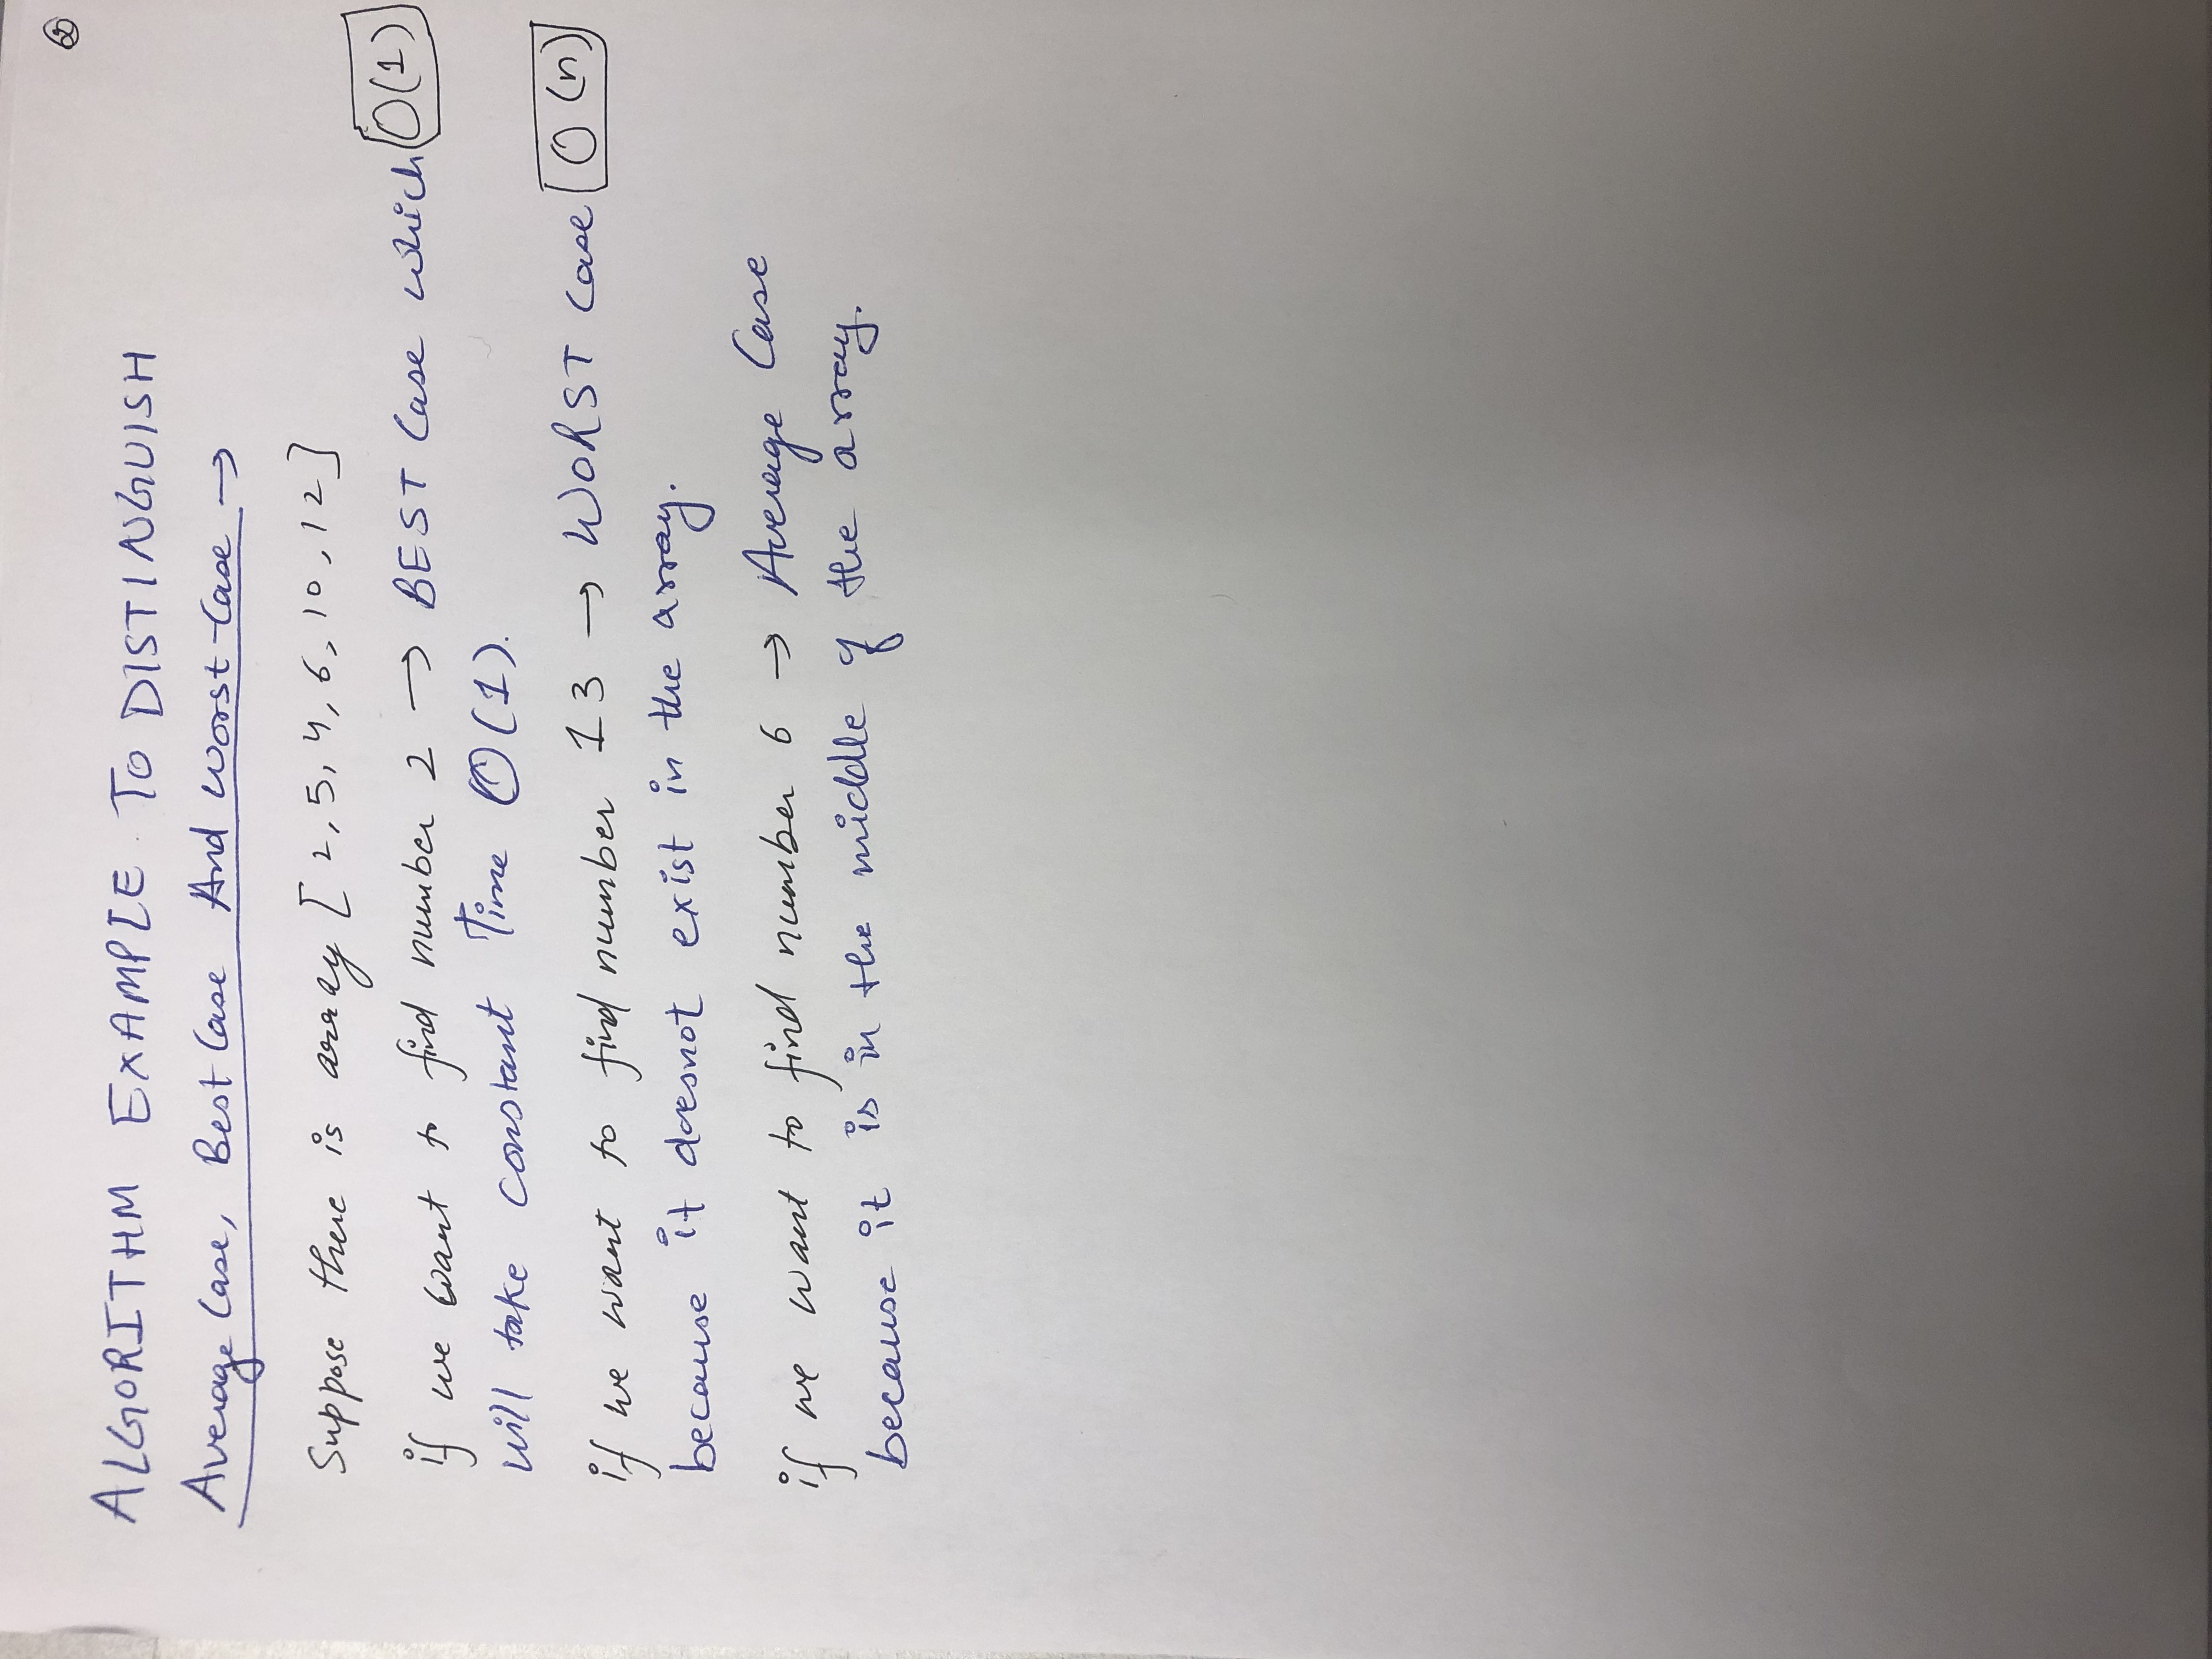 2
ALGORITHM EXAMPLE TO DISTINGUISH
Average Case, Best Case And Worst-Case →
Suppose there is array [2, 5, 4, 6, 10, 12]
if we want to find number 2 → BEST Case which O(1)
will take constant Time O(1).
if we want to find number 13 → WORST Case O(n)
because it doesnot exist in the array.
if we want to find number 6 → Average Case
because it is in the middle of the array.